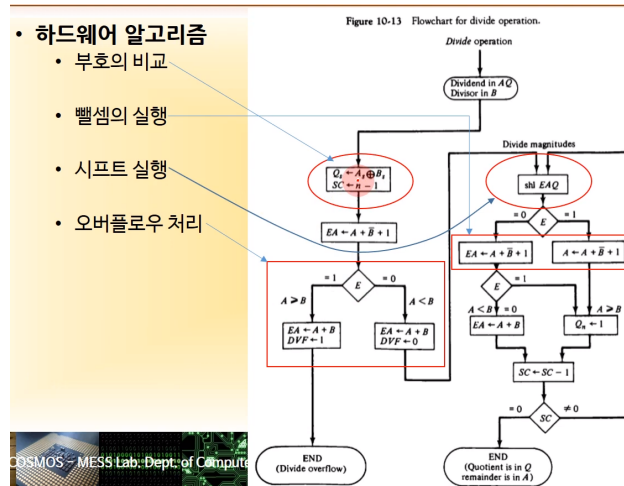 • 하드웨어 알고리즘
• 부호의 비교
• 뺄셈의 실행
• 시프트 실행
• 오버플로우 처리
COSMOS – MESS Lab. Dept. of Compute
Figure 10-13 Flowchart for divide operation.
Divide operation
Dividend in AQ
Divisor in B
Qₛ ← Aₛ ⊕ Bₛ
SC ← n − 1
EA ← A + B̅ + 1
= 1
E
= 0
A ≥ B
A < B
EA ← A + B
DVF ← 1
EA ← A + B
DVF ← 0
END
(Divide overflow)
Divide magnitudes
shl EAQ
= 0
E
= 1
EA ← A + B̅ + 1
A ← A + B̅ + 1
E
= 1
A < B
= 0
A ≥ B
EA ← A + B
Qₙ ← 1
SC ← SC − 1
= 0
SC
≠ 0
END
(Quotient is in Q
remainder is in A)